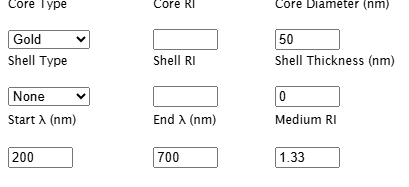 Core Type Core RI Core Diameter (nm)
Gold 50
Shell Type Shell RI Shell Thickness (nm)
None 0
Start λ (nm) End λ (nm) Medium RI
200 700 1.33